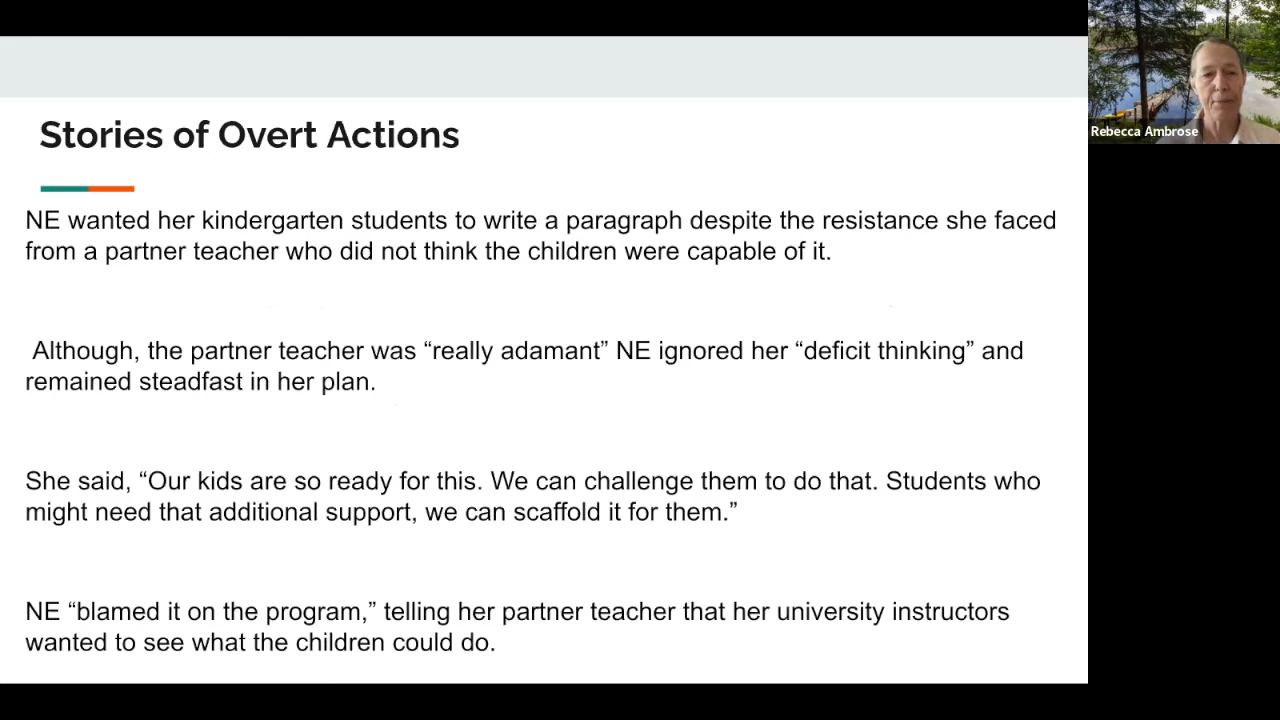 Stories of Overt Actions
NE wanted her kindergarten students to write a paragraph despite the resistance she faced
from a partner teacher who did not think the children were capable of it.
Although, the partner teacher was “really adamant” NE ignored her “deficit thinking” and
remained steadfast in her plan.
She said, “Our kids are so ready for this. We can challenge them to do that. Students who
might need that additional support, we can scaffold it for them.”
NE “blamed it on the program,” telling her partner teacher that her university instructors
wanted to see what the children could do.
Rebecca Ambrose